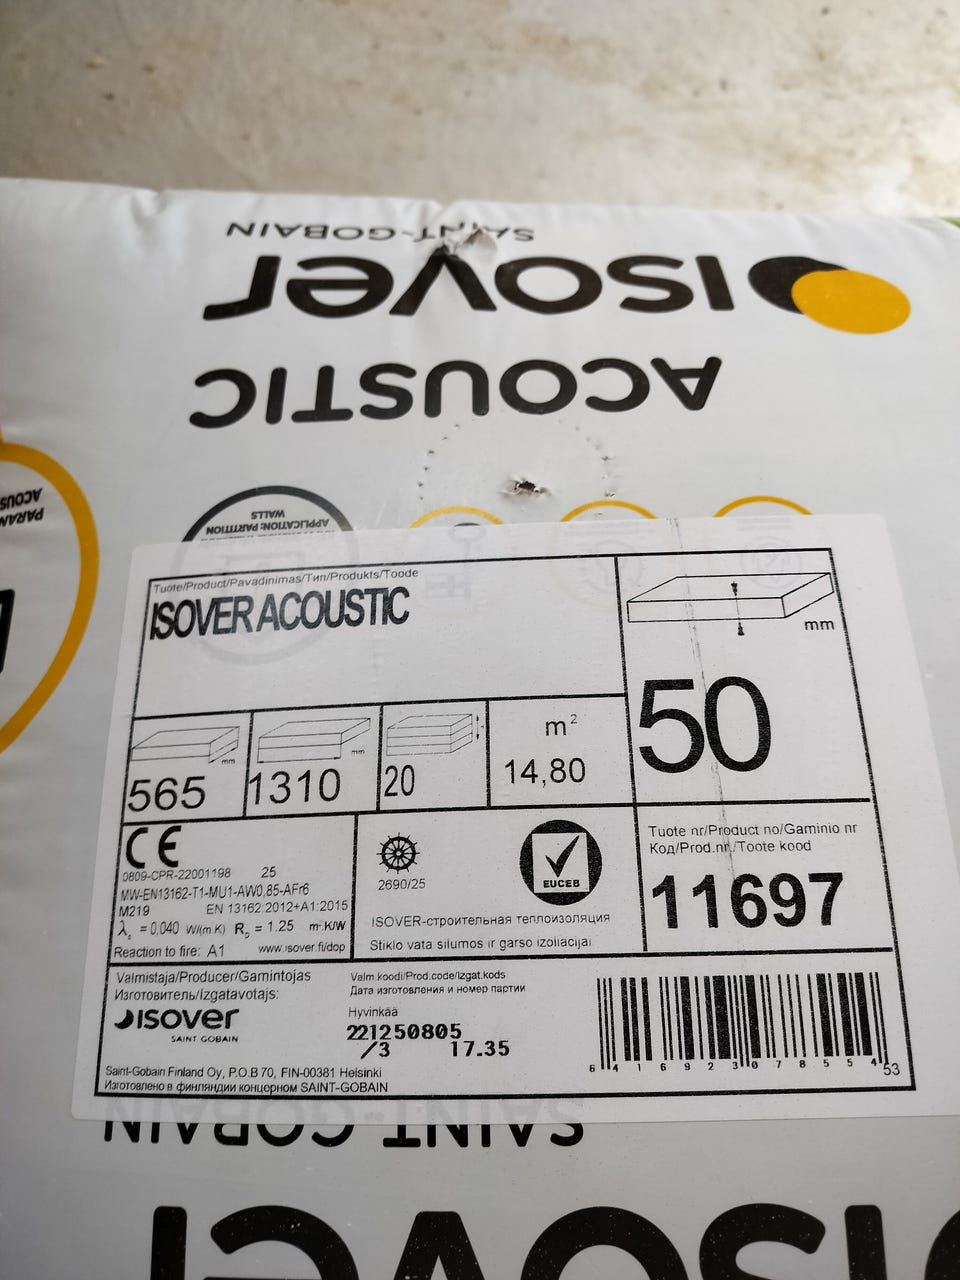 SAINT-GOBAIN
isover
ACOUSTIC
APPLICATION: PARTITION
WALLS
Tuote/Product/Pavadinimas/Тип/Produkts/Toode
ISOVER ACOUSTIC
mm
50
mm
565
mm
1310
20
m²
14,80
CE
0809-CPR-22001198 25
MW-EN13162-T1-MU1-AW0,85-AFr6
M219 EN 13162:2012+A1:2015
= 0,040 W/(m.K) R = 1.25 m².K/W
Reaction to fire: A1 www.isover.fi/dop
2690/25
EUCEB
ISOVER-строительная теплоизоляция
Stiklo vata silumos ir garso izoliacijai
Tuote nr/Product no/Gaminio nr
Код/Prod.nr./Toote kood
11697
Valmistaja/Producer/Gamintojas
Изготовитель/Izgatavotajs:
isover
SAINT GOBAIN
Valm.koodi/Prod.code/Izgat.kods
Дата изготовления и номер партии
Hyvinkää
221250805
/3 17.35
Saint-Gobain Finland Oy, P.O.B 70, FIN-00381 Helsinki
Изготовлено в финляндии концерном SAINT-GOBAIN
6 416923 078554 53
SAINT-GOBAIN
isover